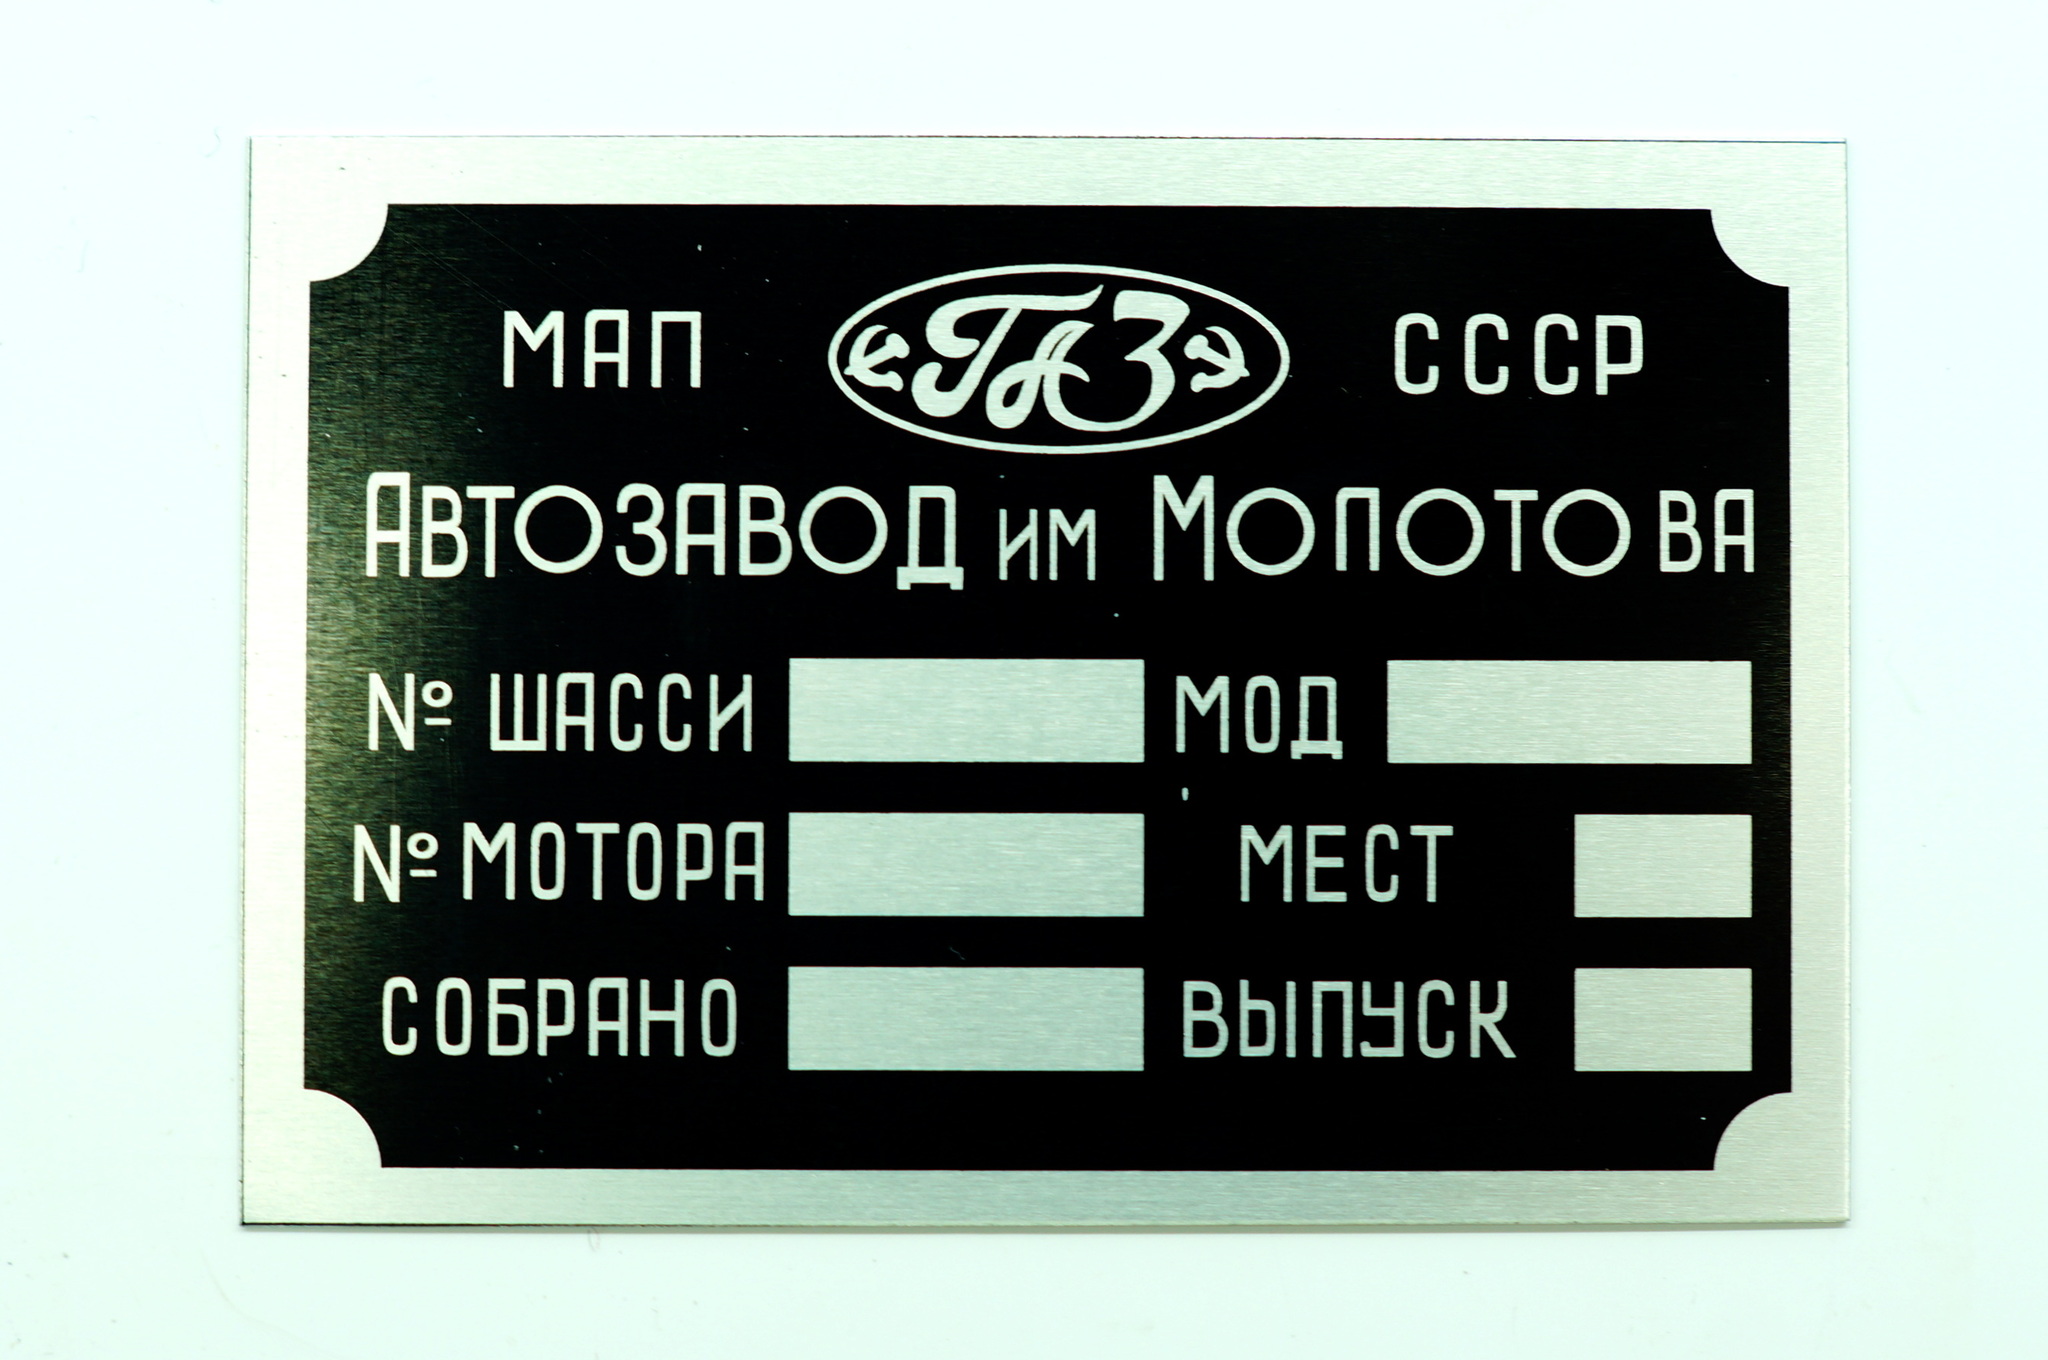 МАП ГАЗ СССР
АВТОЗАВОД ИМ МОЛОТОВА
№ ШАССИ МОД
№ МОТОРА МЕСТ
СОБРАНО ВЫПУСК